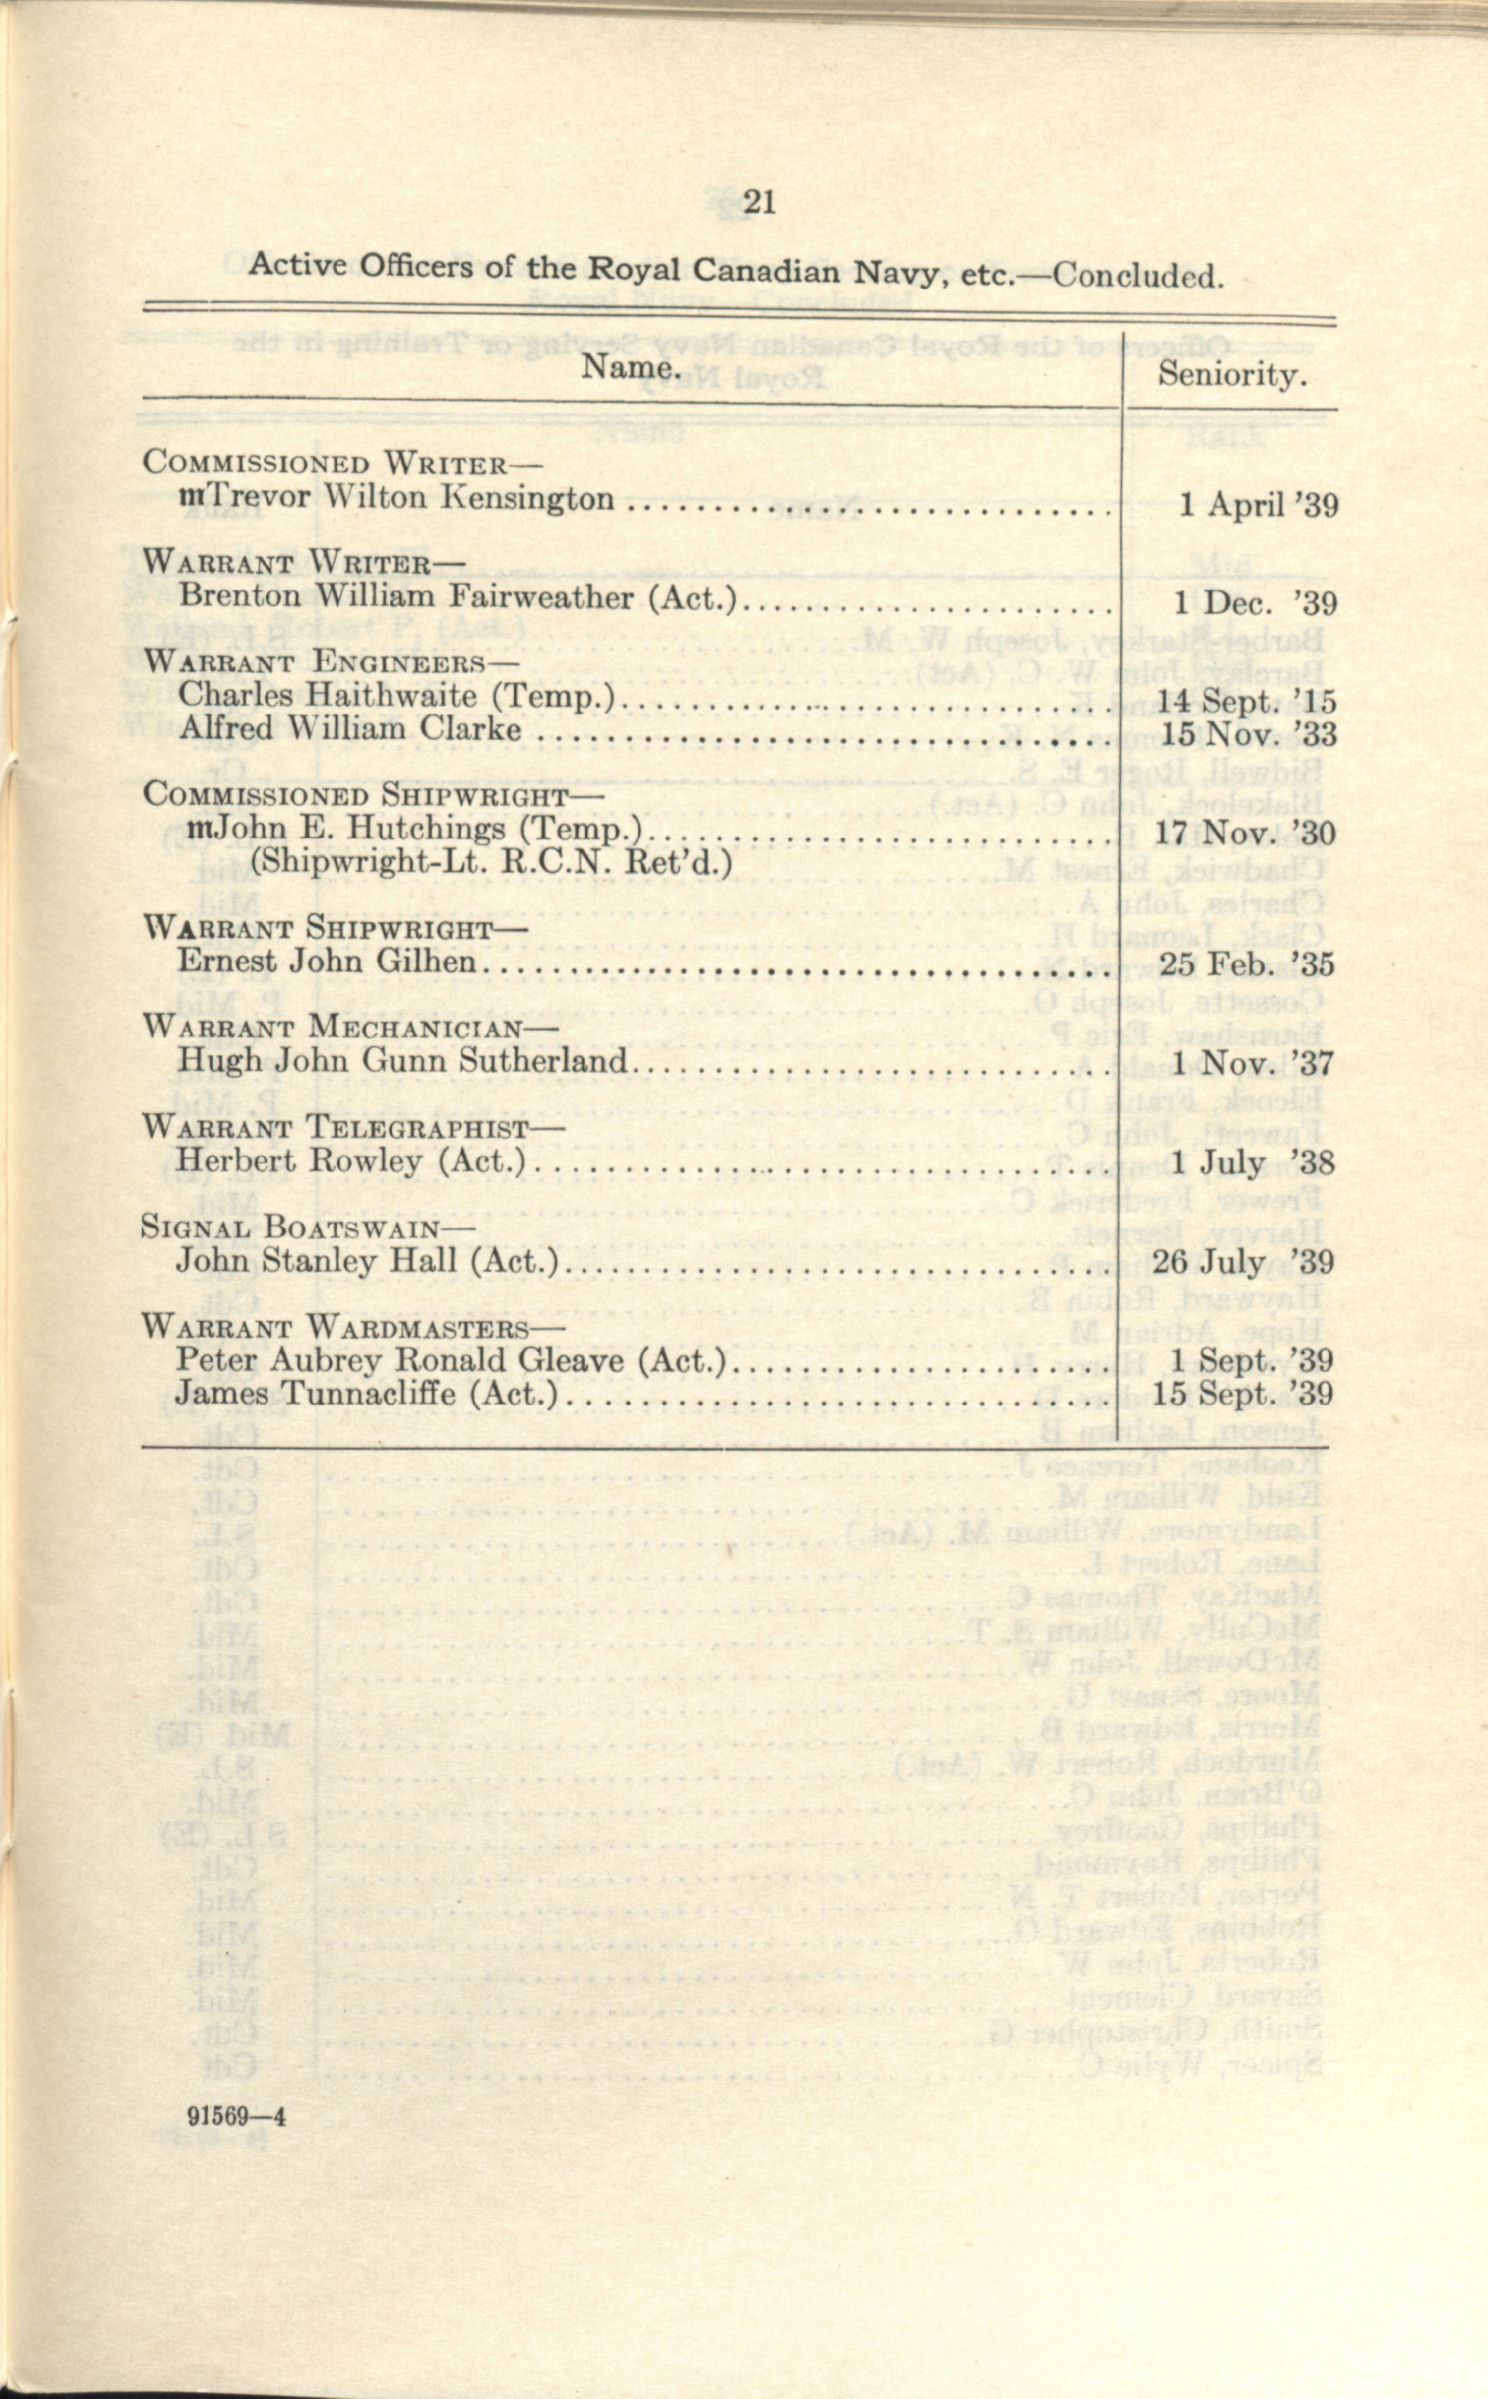 21
Active Officers of the Royal Canadian Navy, etc.—Concluded.
Name. Seniority.
COMMISSIONED WRITER—
mTrevor Wilton Kensington 1 April '39
WARRANT WRITER—
Brenton William Fairweather (Act.) 1 Dec. '39
WARRANT ENGINEERS—
Charles Haithwaite (Temp.) 14 Sept. '15
Alfred William Clarke 15 Nov. '33
COMMISSIONED SHIPWRIGHT—
mJohn E. Hutchings (Temp.) 17 Nov. '30
(Shipwright-Lt. R.C.N. Ret'd.)
WARRANT SHIPWRIGHT—
Ernest John Gilhen 25 Feb. '35
WARRANT MECHANICIAN—
Hugh John Gunn Sutherland 1 Nov. '37
WARRANT TELEGRAPHIST—
Herbert Rowley (Act.) 1 July '38
SIGNAL BOATSWAIN—
John Stanley Hall (Act.) 26 July '39
WARRANT WARDMASTERS—
Peter Aubrey Ronald Gleave (Act.) 1 Sept. '39
James Tunnacliffe (Act.) 15 Sept. '39
91569—4